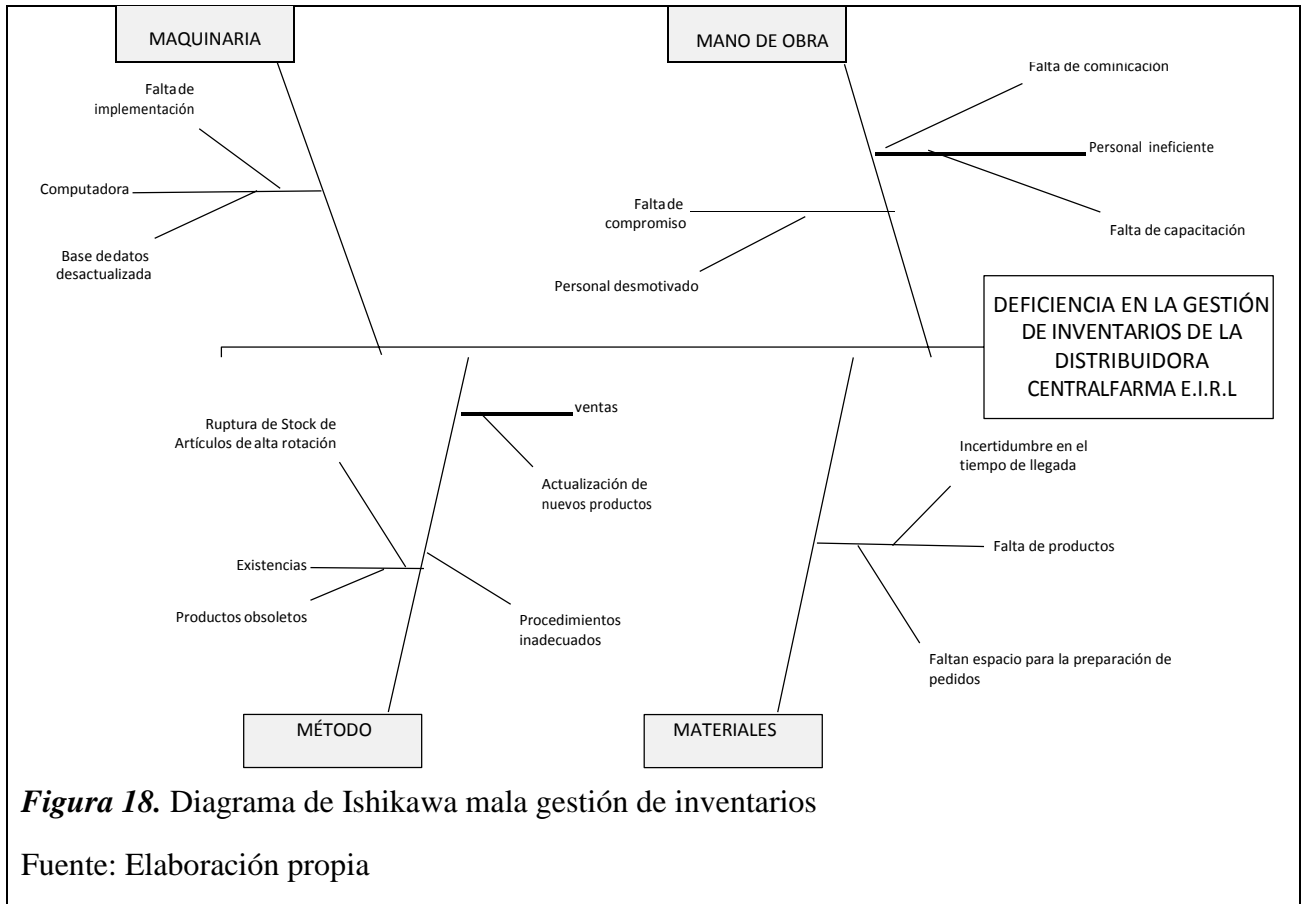 MAQUINARIA
MANO DE OBRA
Falta de
implementación
Computadora
Base de datos
desactualizada
Falta de cominicación
Personal ineficiente
Falta de capacitación
Falta de
compromiso
Personal desmotivado
DEFICIENCIA EN LA GESTIÓN
DE INVENTARIOS DE LA
DISTRIBUIDORA
CENTRALFARMA E.I.R.L
Ruptura de Stock de
Artículos de alta rotación
ventas
Actualización de
nuevos productos
Existencias
Productos obsoletos
Procedimientos
inadecuados
Incertidumbre en el
tiempo de llegada
Falta de productos
Faltan espacio para la preparación de
pedidos
MÉTODO
MATERIALES
Figura 18. Diagrama de Ishikawa mala gestión de inventarios
Fuente: Elaboración propia